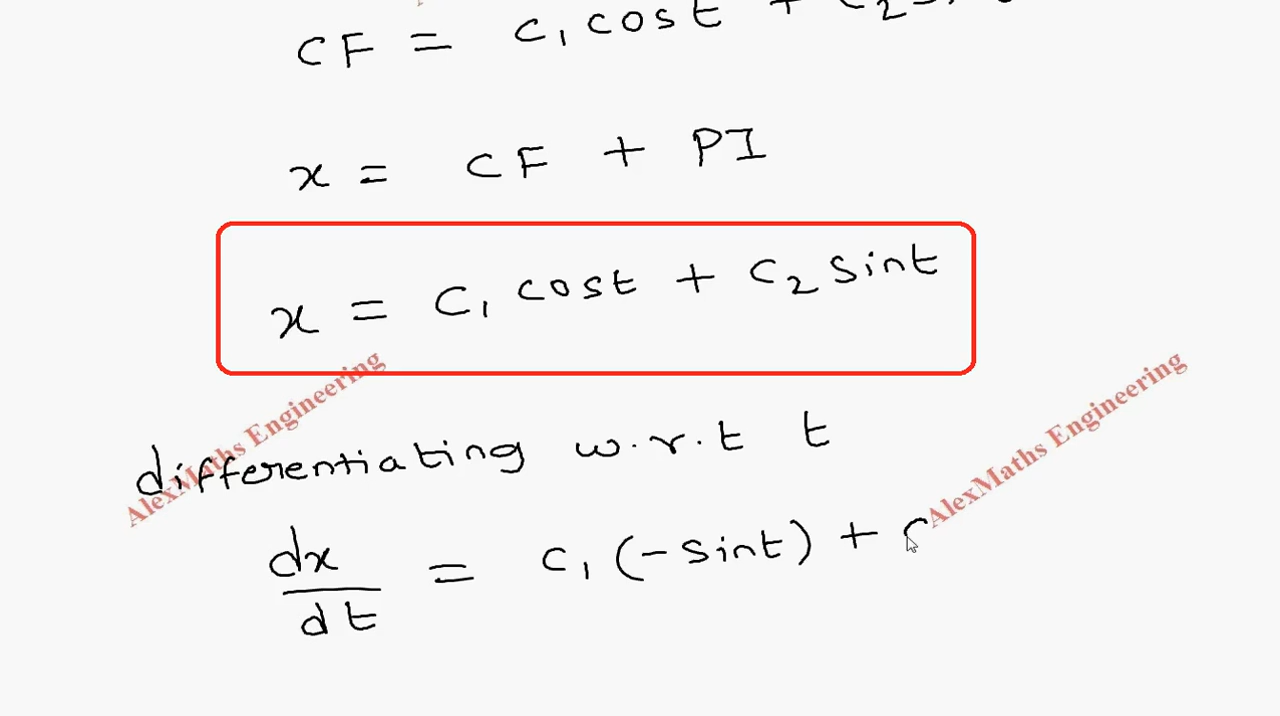 CF = C₁ cost +
x = CF + PI
x = C₁ cost + C₂ sint
AlexMaths Engineering
AlexMaths Engineering
differentiating w.r.t t
dx/dt = C₁ (-sint) +